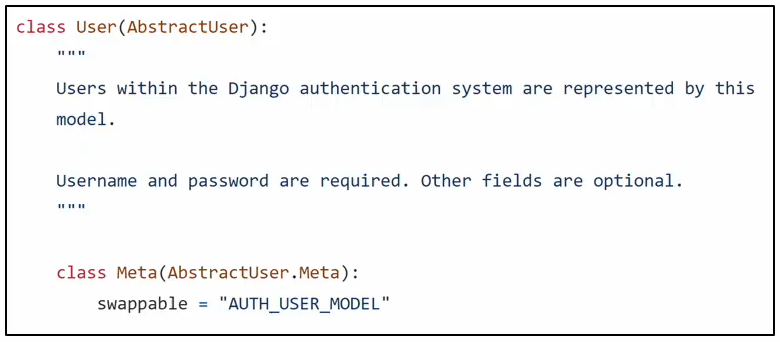 class User(AbstractUser):
    """
    Users within the Django authentication system are represented by this
    model.

    Username and password are required. Other fields are optional.
    """

    class Meta(AbstractUser.Meta):
        swappable = "AUTH_USER_MODEL"